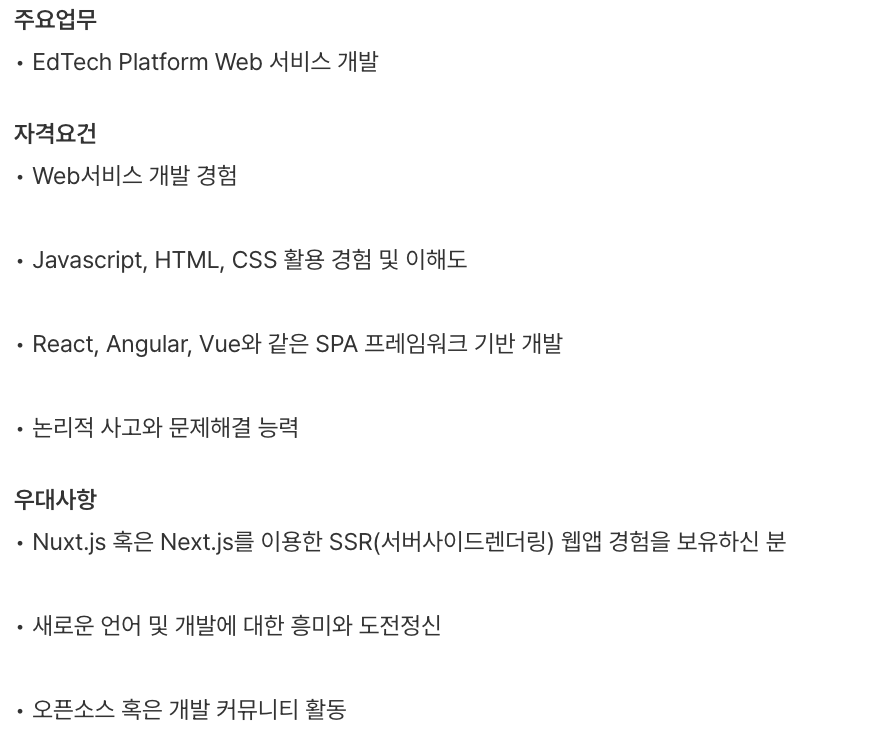 주요업무
• EdTech Platform Web 서비스 개발
자격요건
• Web서비스 개발 경험
• Javascript, HTML, CSS 활용 경험 및 이해도
• React, Angular, Vue와 같은 SPA 프레임워크 기반 개발
• 논리적 사고와 문제해결 능력
우대사항
• Nuxt.js 혹은 Next.js를 이용한 SSR(서버사이드렌더링) 웹앱 경험을 보유하신 분
• 새로운 언어 및 개발에 대한 흥미와 도전정신
• 오픈소스 혹은 개발 커뮤니티 활동